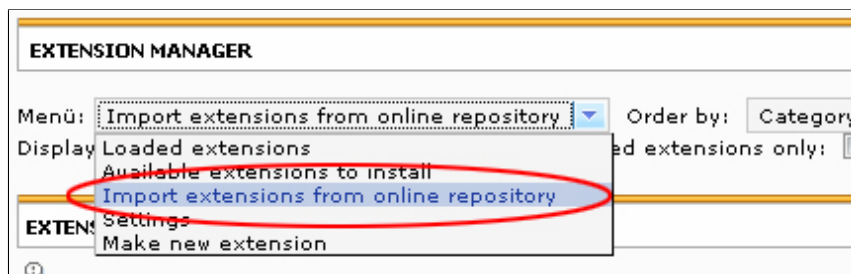 EXTENSION MANAGER
Menü: Import extensions from online repository Order by: Category
Display Loaded extensions ed extensions only:
Available extensions to install
Import extensions from online repository
EXTENS Settings
Make new extension